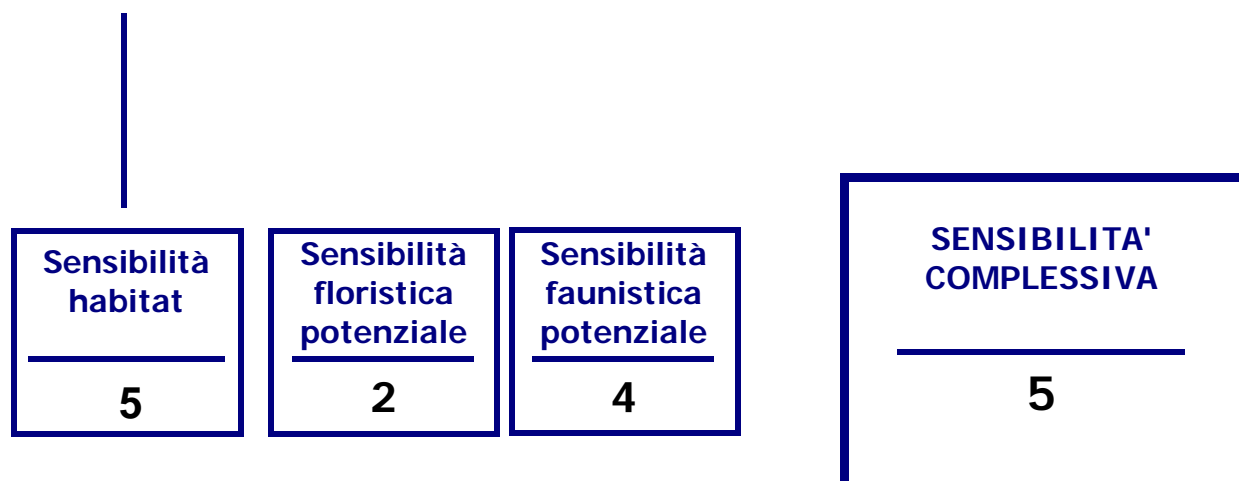 Sensibilità
habitat
5
Sensibilità
floristica
potenziale
2
Sensibilità
faunistica
potenziale
4
SENSIBILITA'
COMPLESSIVA
5